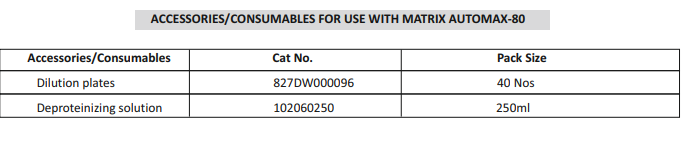 ACCESSORIES/CONSUMABLES FOR USE WITH MATRIX AUTOMAX-80
Accessories/Consumables Cat No. Pack Size
Dilution plates 827DW000096 40 Nos
Deproteinizing solution 102060250 250ml